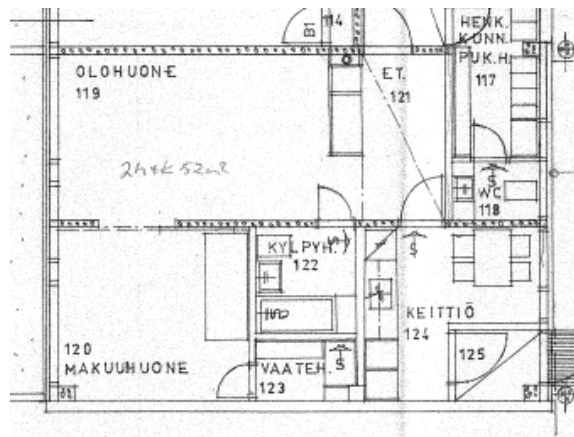 B1
114
HENK.
KUNN.
PUK.H.
117
OLOHUONE
119
ET.
121
2h+k 52m2
WC
118
S
KYLPYH.
122
S
KEITTIÖ
124
120
MAKUUHUONE
VAATEH.
123
S
125